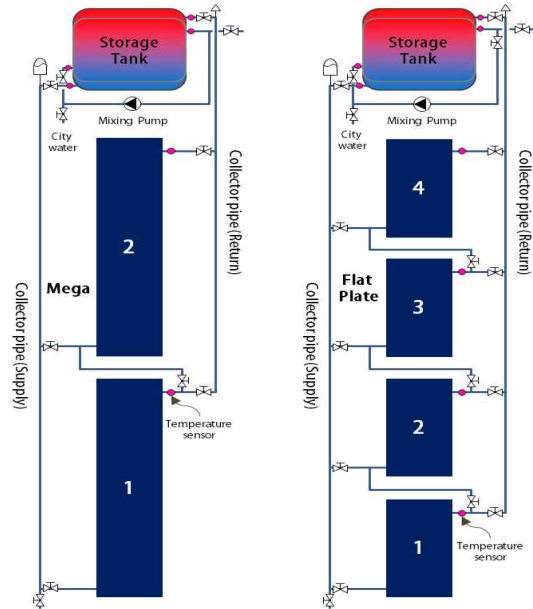 Storage
Tank
Mixing Pump
City
water
Collector pipe (Return)
2
Mega
Collector pipe (Supply)
1
Temperature
sensor
Storage
Tank
Mixing Pump
City
water
Collector pipe (Return)
4
Flat
Plate
3
Collector pipe (Supply)
2
1
Temperature
sensor